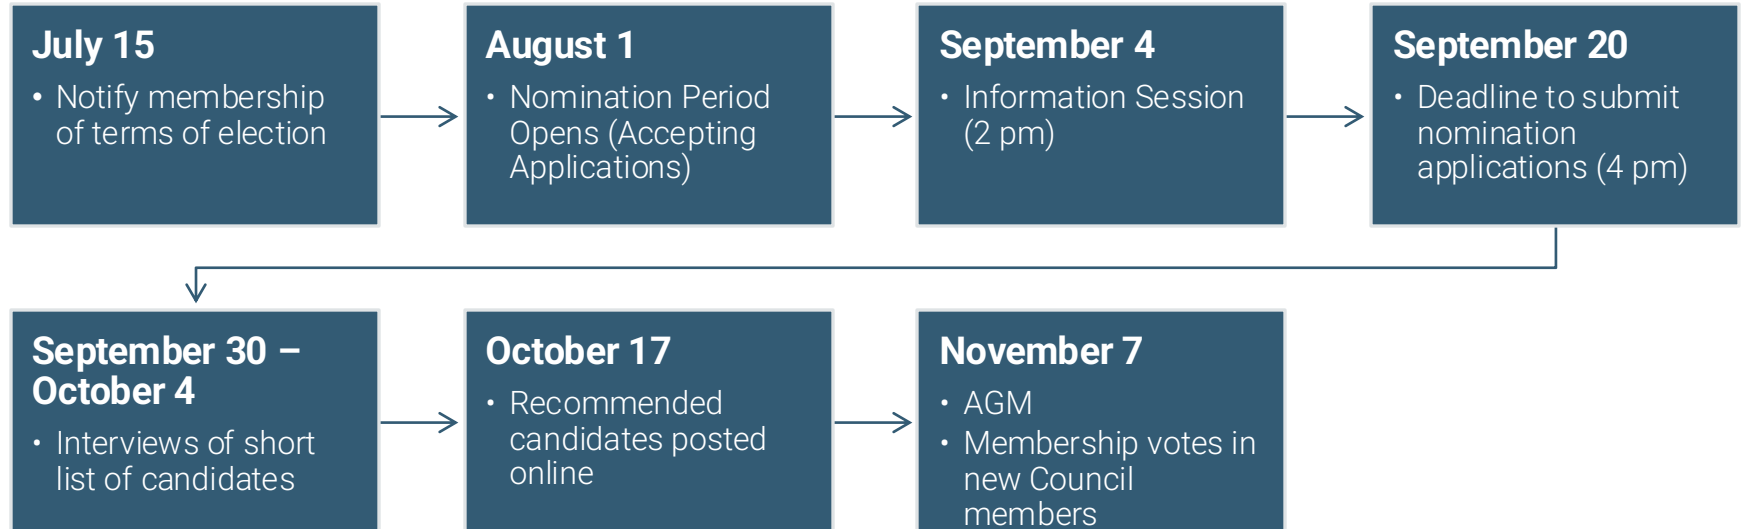 July 15
• Notify membership
of terms of election
August 1
• Nomination Period
Opens (Accepting
Applications)
September 4
• Information Session
(2 pm)
September 20
• Deadline to submit
nomination
applications (4 pm)
September 30 –
October 4
• Interviews of short
list of candidates
October 17
• Recommended
candidates posted
online
November 7
• AGM
• Membership votes in
new Council
members